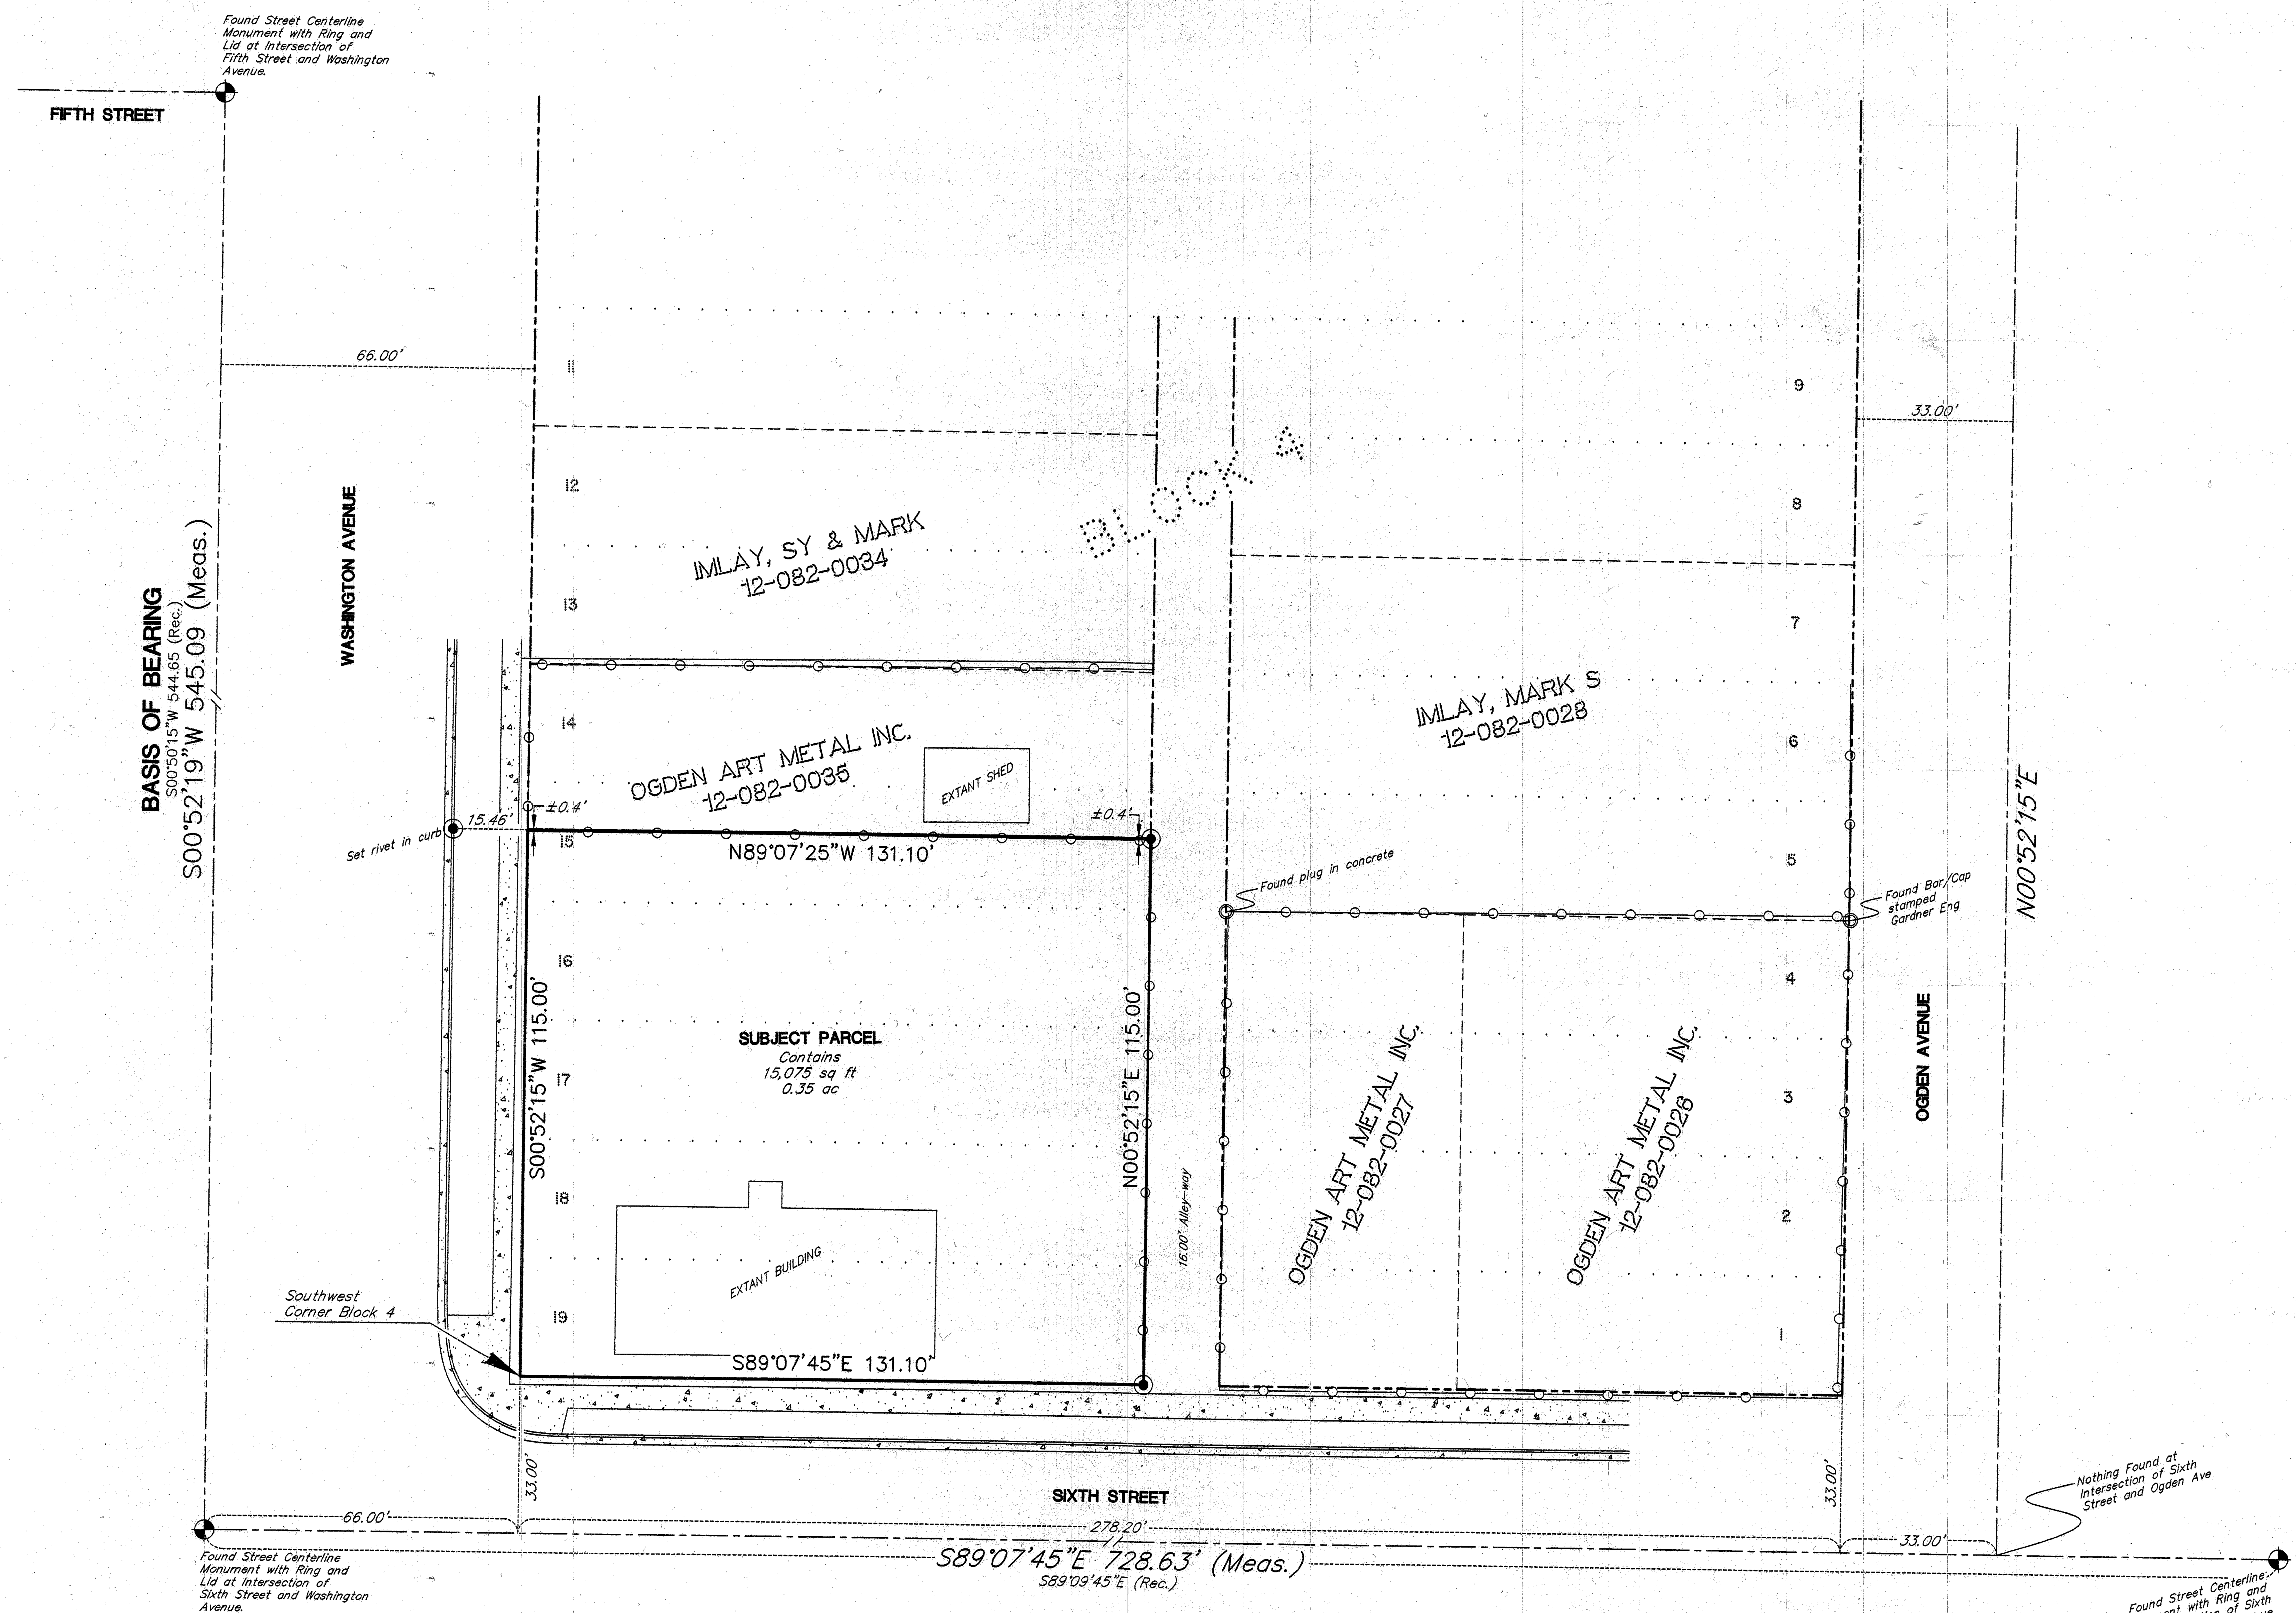 Found Street Centerline
Monument with Ring and
Lid at Intersection of
Fifth Street and Washington
Avenue.
FIFTH STREET
66.00'
33.00'
11
12
13
14
15
16
17
18
19
9
8
7
6
5
4
3
2
1
BLOCK 4
WASHINGTON AVENUE
BASIS OF BEARING
S00°50'15"W 544.65 (Rec.)
S00°52'19"W 545.09 (Meas.)
IMLAY, SY & MARK
12-082-0034
IMLAY, MARK S
12-082-0028
OGDEN ART METAL INC.
12-082-0035
EXTANT SHED
±0.4'
±0.4'
15.46'
Set rivet in curb
N89°07'25"W 131.10'
Found plug in concrete
Found Bar/Cap
stamped
Gardner Eng
N00°52'15"E
OGDEN AVENUE
S00°52'15"W 115.00'
SUBJECT PARCEL
Contains
15,075 sq ft
0.35 ac
N00°52'15"E 115.00'
16.00' Alley-way
OGDEN ART METAL INC.
12-082-0027
OGDEN ART METAL INC.
12-082-0026
EXTANT BUILDING
Southwest
Corner Block 4
S89°07'45"E 131.10'
33.00'
33.00'
SIXTH STREET
Nothing Found at
Intersection of Sixth
Street and Ogden Ave
66.00'
278.20'
33.00'
S89°07'45"E 728.63' (Meas.)
S89°09'45"E (Rec.)
Found Street Centerline
Monument with Ring and
Lid at Intersection of
Sixth Street and Washington
Avenue.
Found Street Centerline
with Ring and
of Sixth